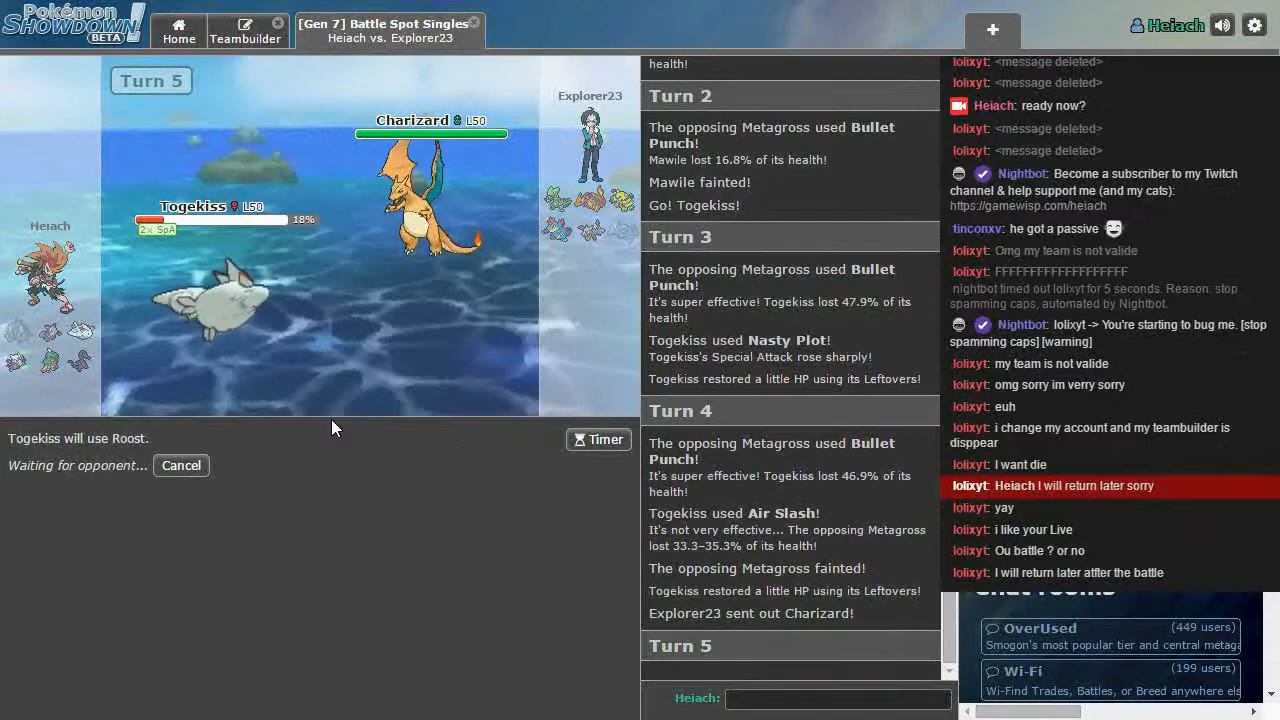 Pokémon
SHOWDOWN!
BETA
Home
Teambuilder
[Gen 7] Battle Spot Singles
Heiach vs. Explorer23
+
Heiach
Turn 5
Explorer23
Charizard L50
Togekiss L50
18%
2x SpA
Heiach
Togekiss will use Roost.
Timer
Waiting for opponent...
Cancel
health!
Turn 2
The opposing Metagross used Bullet
Punch!
Mawile lost 16.8% of its health!
Mawile fainted!
Go! Togekiss!
Turn 3
The opposing Metagross used Bullet
Punch!
It's super effective! Togekiss lost 47.9% of its
health!
Togekiss used Nasty Plot!
Togekiss's Special Attack rose sharply!
Togekiss restored a little HP using its Leftovers!
Turn 4
The opposing Metagross used Bullet
Punch!
It's super effective! Togekiss lost 46.9% of its
health!
Togekiss used Air Slash!
It's not very effective... The opposing Metagross
lost 33.3–35.3% of its health!
The opposing Metagross fainted!
Togekiss restored a little HP using its Leftovers!
Explorer23 sent out Charizard!
Turn 5
Heiach:
lolixyt: <message deleted>
lolixyt: <message deleted>
Heiach: ready now?
lolixyt: <message deleted>
lolixyt: <message deleted>
Nightbot: Become a subscriber to my Twitch
channel & help support me (and my cats):
https://gamewisp.com/heiach
tinconxv: he got a passive
lolixyt: Omg my team is not valide
lolixyt: FFFFFFFFFFFFFFFFFFF
nightbot timed out lolixyt for 5 seconds. Reason: stop
spamming caps, automated by Nightbot.
Nightbot: lolixyt -> You're starting to bug me. [stop
spamming caps] [warning]
lolixyt: my team is not valide
lolixyt: omg sorry im verry sorry
lolixyt: euh
lolixyt: i change my account and my teambuilder is
disppear
lolixyt: I want die
lolixyt: Heiach I will return later sorry
lolixyt: yay
lolixyt: i like your Live
lolixyt: Ou battle ? or no
lolixyt: I will return later atfter the battle
OverUsed (449 users)
Smogon's most popular tier and central metaga
Wi-Fi (199 users)
Wi-Find Trades, Battles, or Breed anywhere els